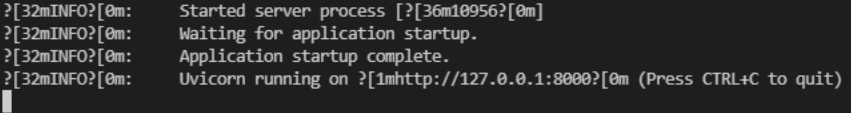 ?[32mINFO?[0m:     Started server process [?[36m10956?[0m]
?[32mINFO?[0m:     Waiting for application startup.
?[32mINFO?[0m:     Application startup complete.
?[32mINFO?[0m:     Uvicorn running on ?[1mhttp://127.0.0.1:8000?[0m (Press CTRL+C to quit)